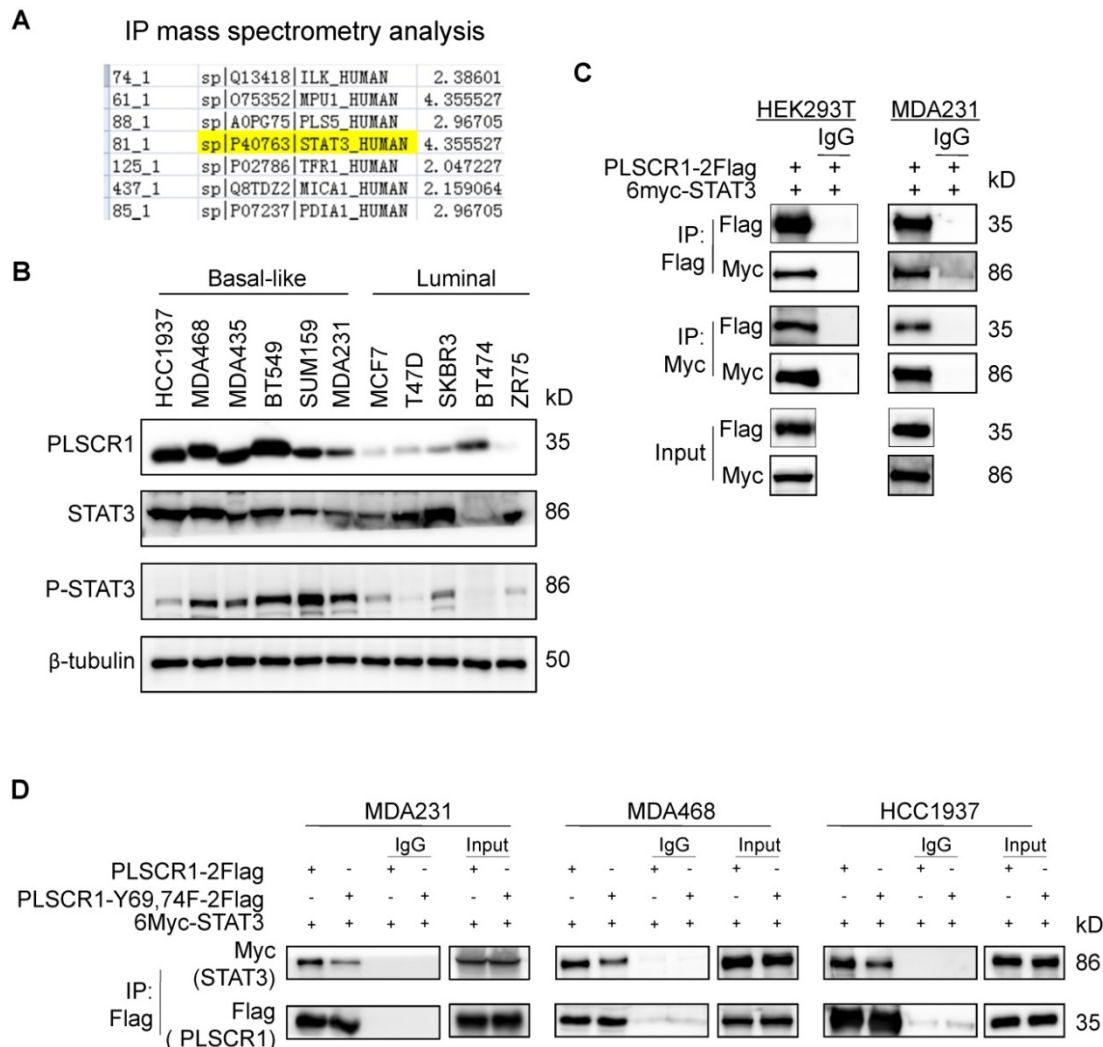 A
IP mass spectrometry analysis
74_1 sp|Q13418|ILK_HUMAN 2.38601
61_1 sp|O75352|MPU1_HUMAN 4.355527
88_1 sp|A0PG75|PLS5_HUMAN 2.96705
81_1 sp|P40763|STAT3_HUMAN 4.355527
125_1 sp|P02786|TFR1_HUMAN 2.047227
437_1 sp|Q8TDZ2|MICA1_HUMAN 2.159064
85_1 sp|P07237|PDIA1_HUMAN 2.96705
B
Basal-like Luminal
HCC1937 MDA468 MDA435 BT549 SUM159 MDA231 MCF7 T47D SKBR3 BT474 ZR75 kD
PLSCR1 35
STAT3 86
P-STAT3 86
β-tubulin 50
C
HEK293T MDA231
IgG IgG
PLSCR1-2Flag + + + + kD
6myc-STAT3 + + + +
IP: Flag
Flag 35
Myc 86
IP: Myc
Flag 35
Myc 86
Input
Flag 35
Myc 86
D
MDA231 MDA468 HCC1937
IgG Input IgG Input IgG Input
PLSCR1-2Flag + - + - + - + - + - + - + - + - + -
PLSCR1-Y69,74F-2Flag - + - + - + - + - + - + - + - + - +
6Myc-STAT3 + + + + + + + + + + + + + + + + + + kD
IP: Flag
Myc (STAT3) 86
Flag ( PLSCR1) 35